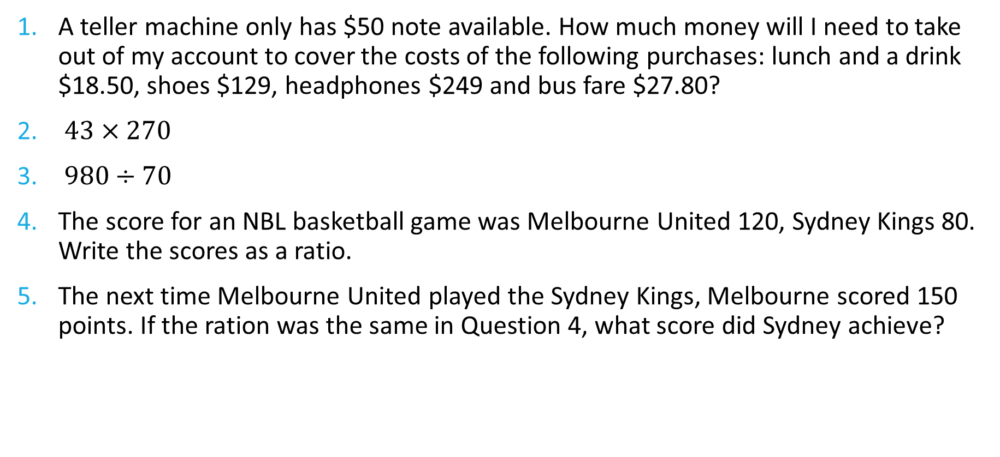 1. A teller machine only has $50 note available. How much money will I need to take
out of my account to cover the costs of the following purchases: lunch and a drink
$18.50, shoes $129, headphones $249 and bus fare $27.80?
2. 43 × 270
3. 980 ÷ 70
4. The score for an NBL basketball game was Melbourne United 120, Sydney Kings 80.
Write the scores as a ratio.
5. The next time Melbourne United played the Sydney Kings, Melbourne scored 150
points. If the ration was the same in Question 4, what score did Sydney achieve?